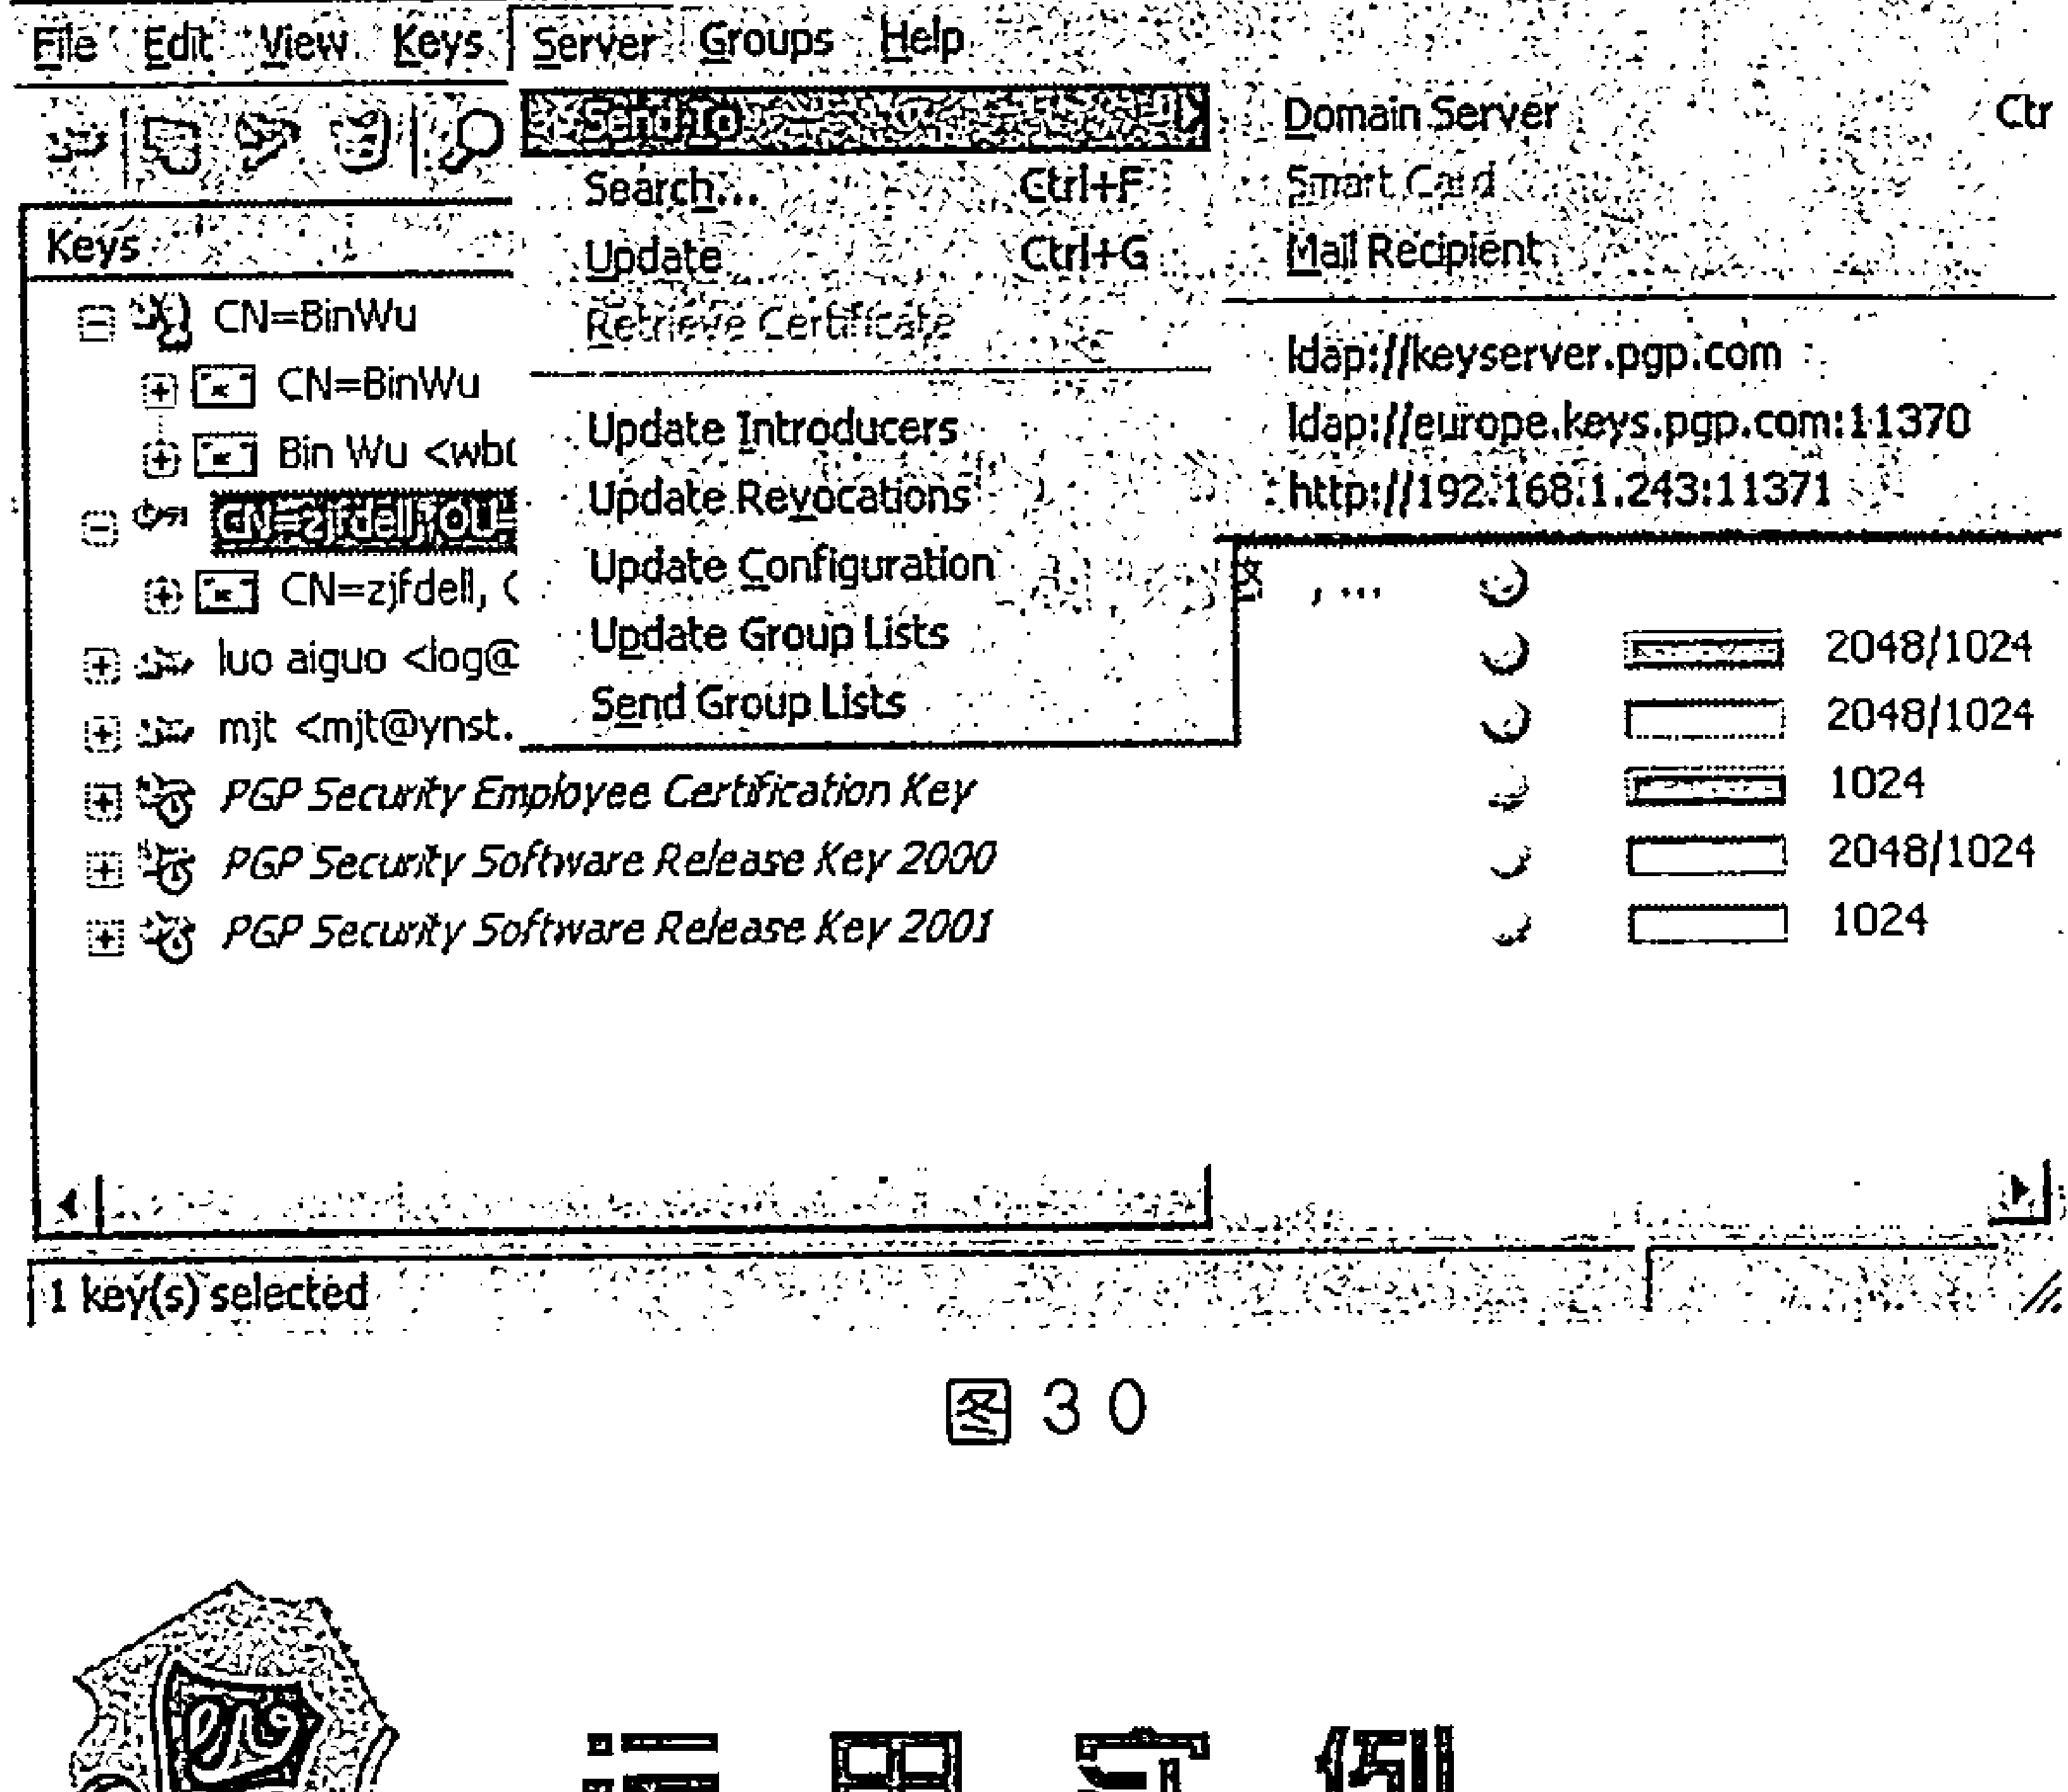 File Edit View Keys Server Groups Help
Send To
Search... Ctrl+F
Update Ctrl+G
Retrieve Certificate
Update Introducers
Update Revocations
Update Configuration
Update Group Lists
Send Group Lists
Domain Server Ctr
Smart Card
Mail Recipient
ldap://keyserver.pgp.com
ldap://europe.keys.pgp.com:11370
http://192.168.1.243:11371
Keys
CN=BinWu
CN=BinWu
Bin Wu <wb
CN=zjfdell, OU=
CN=zjfdell,
, ...
luo aiguo <log@ 2048/1024
mjt <mjt@ynst. 2048/1024
PGP Security Employee Certification Key 1024
PGP Security Software Release Key 2000 2048/1024
PGP Security Software Release Key 2001 1024
1 key(s) selected
图 30